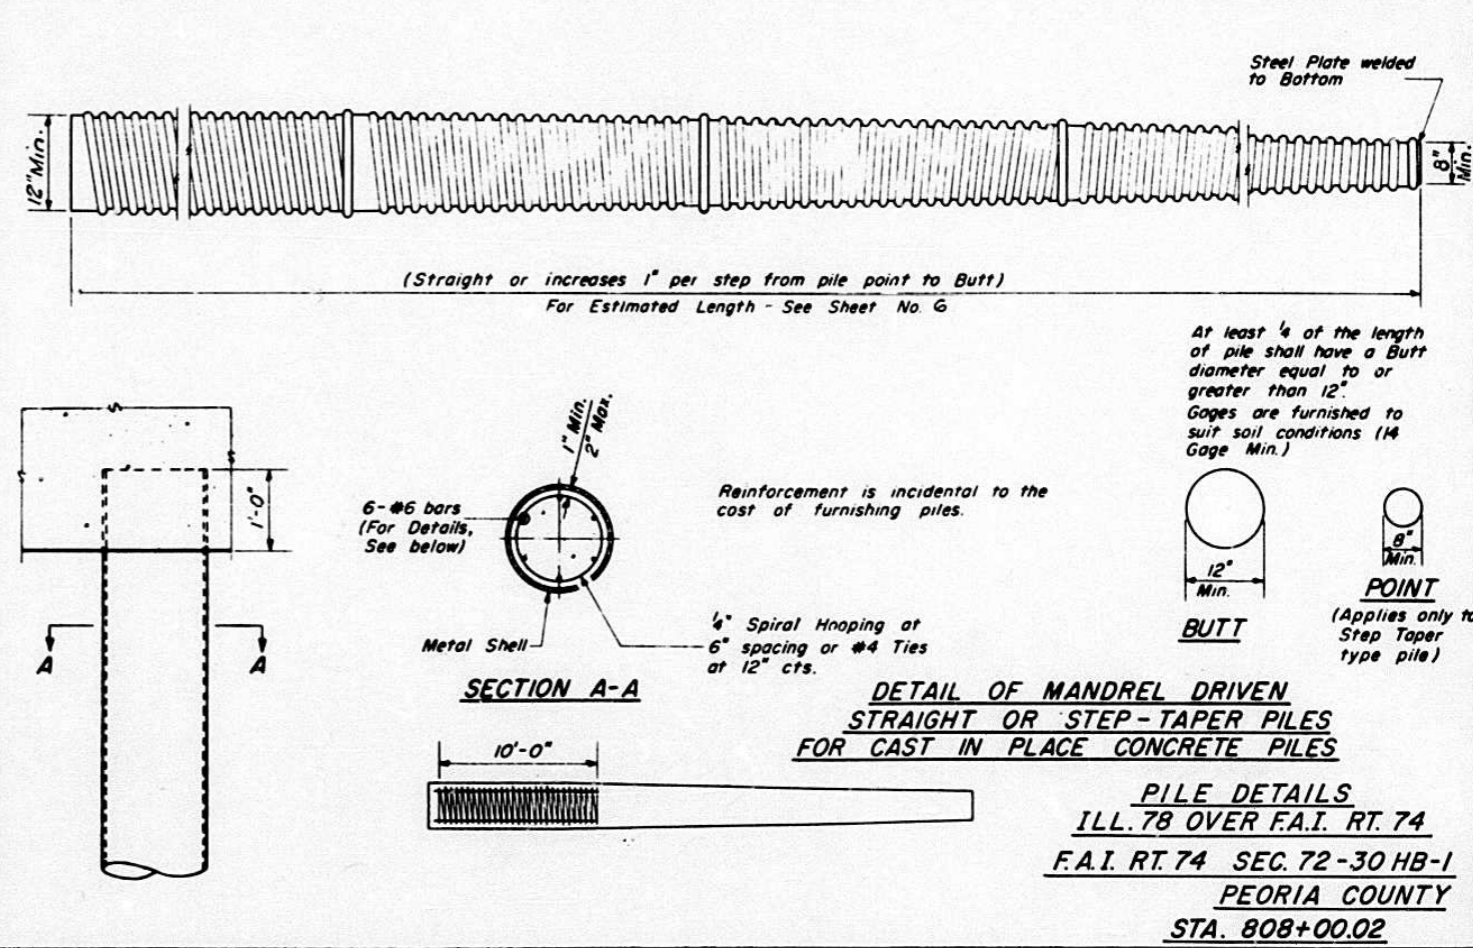 Steel Plate welded
to Bottom
12" Min.
8"
Min.
(Straight or increases 1" per step from pile point to Butt)
For Estimated Length - See Sheet No. 6
At least 1/4 of the length
of pile shall have a Butt
diameter equal to or
greater than 12".
Gages are furnished to
suit soil conditions (14
Gage Min.)
1'-0"
A
A
1" Min.
2" Max.
6-#6 bars
(For Details,
See below)
Metal Shell
1/4" Spiral Hooping at
6" spacing or #4 Ties
at 12" cts.
SECTION A-A
Reinforcement is incidental to the
cost of furnishing piles.
12"
Min.
BUTT
8"
Min.
POINT
(Applies only to
Step Taper
type pile)
10'-0"
DETAIL OF MANDREL DRIVEN
STRAIGHT OR STEP-TAPER PILES
FOR CAST IN PLACE CONCRETE PILES
PILE DETAILS
ILL. 78 OVER F.A.I. RT. 74
F.A.I. RT. 74 SEC. 72-30 HB-1
PEORIA COUNTY
STA. 808+00.02